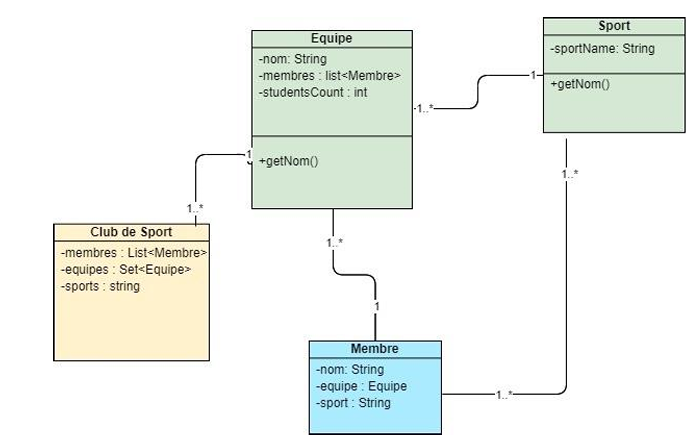 Equipe
-nom: String
-membres : list<Membre>
-studentsCount : int
+getNom()
Sport
-sportName: String
+getNom()
1
1..*
1
1..*
1..*
Club de Sport
-membres : List<Membre>
-equipes : Set<Equipe>
-sports : string
1..*
1
Membre
-nom: String
-equipe : Equipe
-sport : String
1..*